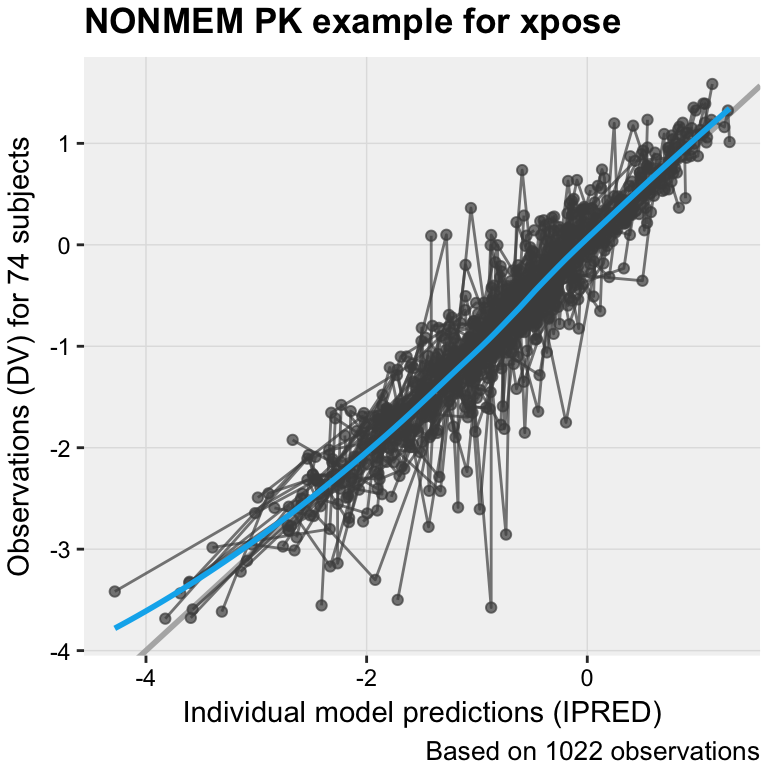 NONMEM PK example for xpose
Observations (DV) for 74 subjects
1
0
-1
-2
-3
-4
-4 -2 0
Individual model predictions (IPRED)
Based on 1022 observations